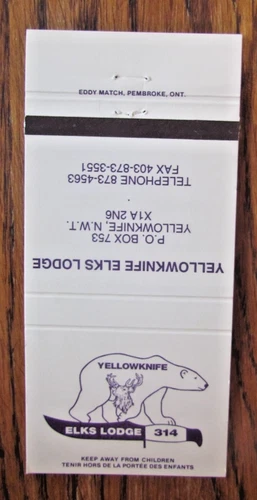 EDDY MATCH, PEMBROKE, ONT.
YELLOWKNIFE ELKS LODGE
P.O. BOX 753
YELLOWKNIFE, N.W.T.
X1A 2N6
TELEPHONE 873-4563
FAX 403-873-3551
YELLOWKNIFE
ELKS LODGE 314
KEEP AWAY FROM CHILDREN
TENIR HORS DE LA PORTÉE DES ENFANTS